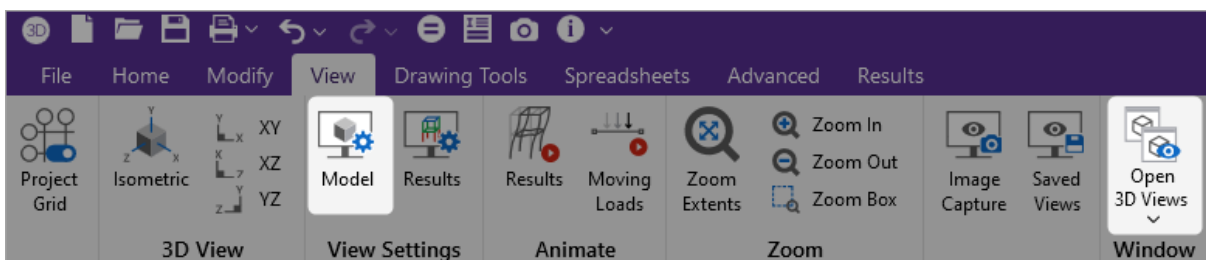 3D
File Home Modify View Drawing Tools Spreadsheets Advanced Results
Project
Grid
Y
Z X
Isometric
Y
X XY
X
Z XZ
Y
Z YZ
3D View
Model
Results
View Settings
Results
Moving
Loads
Animate
Zoom
Extents
Zoom In
Zoom Out
Zoom Box
Zoom
Image
Capture
Saved
Views
Open
3D Views
Window